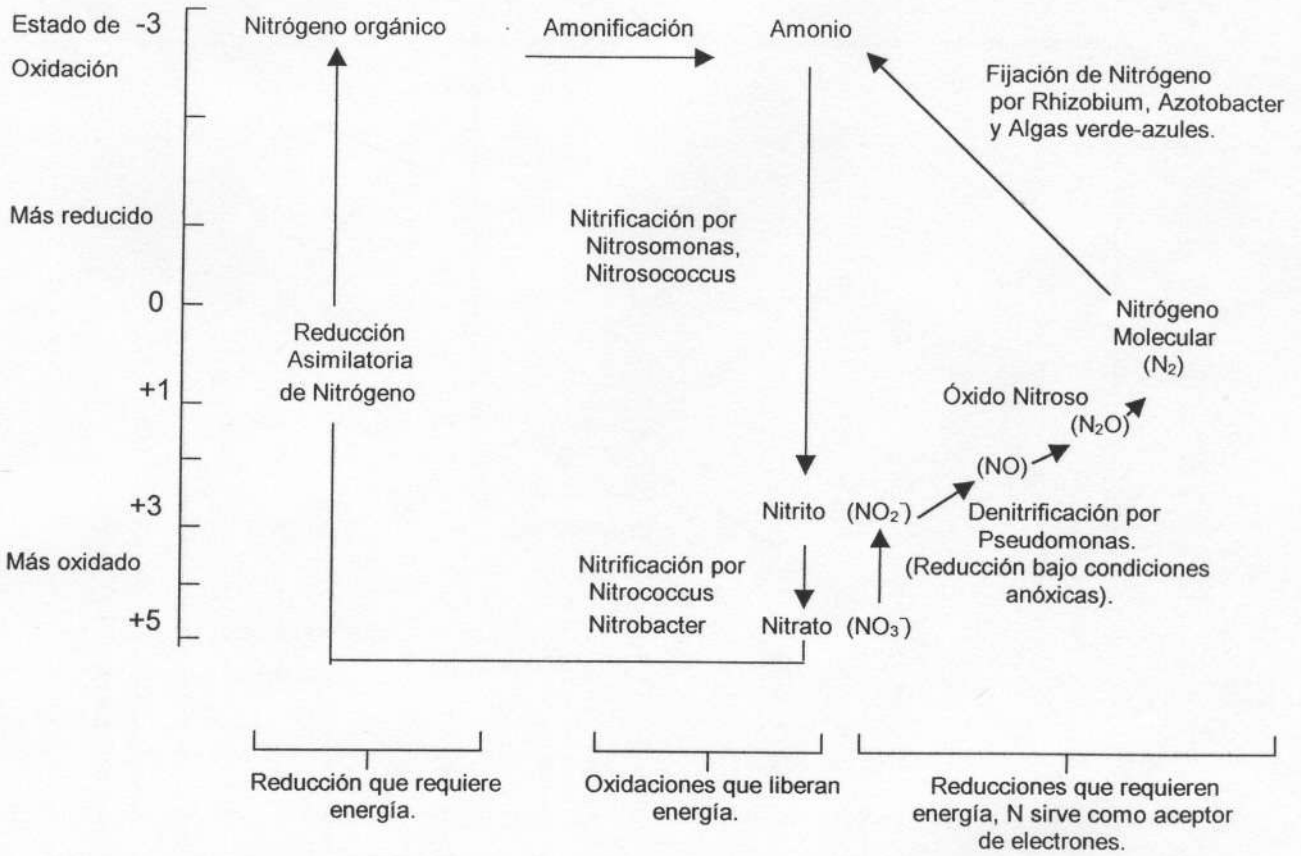 Estado de -3
Oxidación
Nitrógeno orgánico
Amonificación
Amonio
Fijación de Nitrógeno
por Rhizobium, Azotobacter
y Algas verde-azules.
Más reducido
Nitrificación por
Nitrosomonas,
Nitrosococcus
0
Reducción
Asimilatoria
de Nitrógeno
Nitrógeno
Molecular
(N₂)
+1
Óxido Nitroso
(N₂O)
(NO)
+3
Nitrito (NO₂⁻)
Denitrificación por
Pseudomonas.
(Reducción bajo condiciones
anóxicas).
Más oxidado
Nitrificación por
Nitrococcus
Nitrobacter
+5
Nitrato (NO₃⁻)
Reducción que requiere
energía.
Oxidaciones que liberan
energía.
Reducciones que requieren
energía, N sirve como aceptor
de electrones.